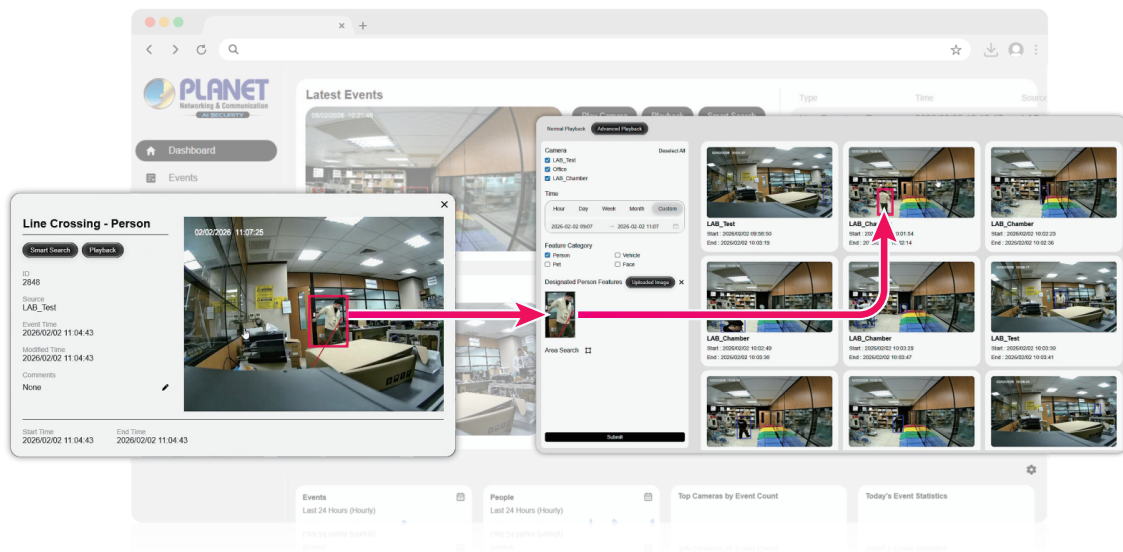 PLANET
Networking & Communication
AI SECURITY
Dashboard
Events
Latest Events
Type
Time
Source
Play Camera
Playback
Smart Search
Line Crossing - Person
Smart Search
Playback
ID
2848
Source
LAB_Test
Event Time
2026/02/02 11:04:43
Modified Time
2026/02/02 11:04:43
Comments
None
Start Time
2026/02/02 11:04:43
End Time
2026/02/02 11:04:43
02/02/2026 11:07:25
Normal Playback
Advanced Playback
Camera
Deselect All
LAB_Test
Office
LAB_Chamber
Time
Hour
Day
Week
Month
Custom
2026-02-02 09:07
→ 2026-02-02 11:07
Feature Category
Person
Vehicle
Pet
Face
Designated Person Features
Uploaded Image
Area Search
Submit
LAB_Test
Start : 2026/02/02 09:58:50
End : 2026/02/02 10:03:19
LAB_Chamber
Start : 2026/02/02 10:02:23
End : 2026/02/02 10:02:36
LAB_Chamber
Start : 2026/02/02 10:02:49
End : 2026/02/02 10:03:36
LAB_Chamber
Start : 2026/02/02 10:03:29
End : 2026/02/02 10:03:47
LAB_Test
Start : 2026/02/02 10:03:39
End : 2026/02/02 10:03:41
Events
Last 24 Hours (Hourly)
People
Last 24 Hours (Hourly)
Top Cameras by Event Count
Today's Event Statistics